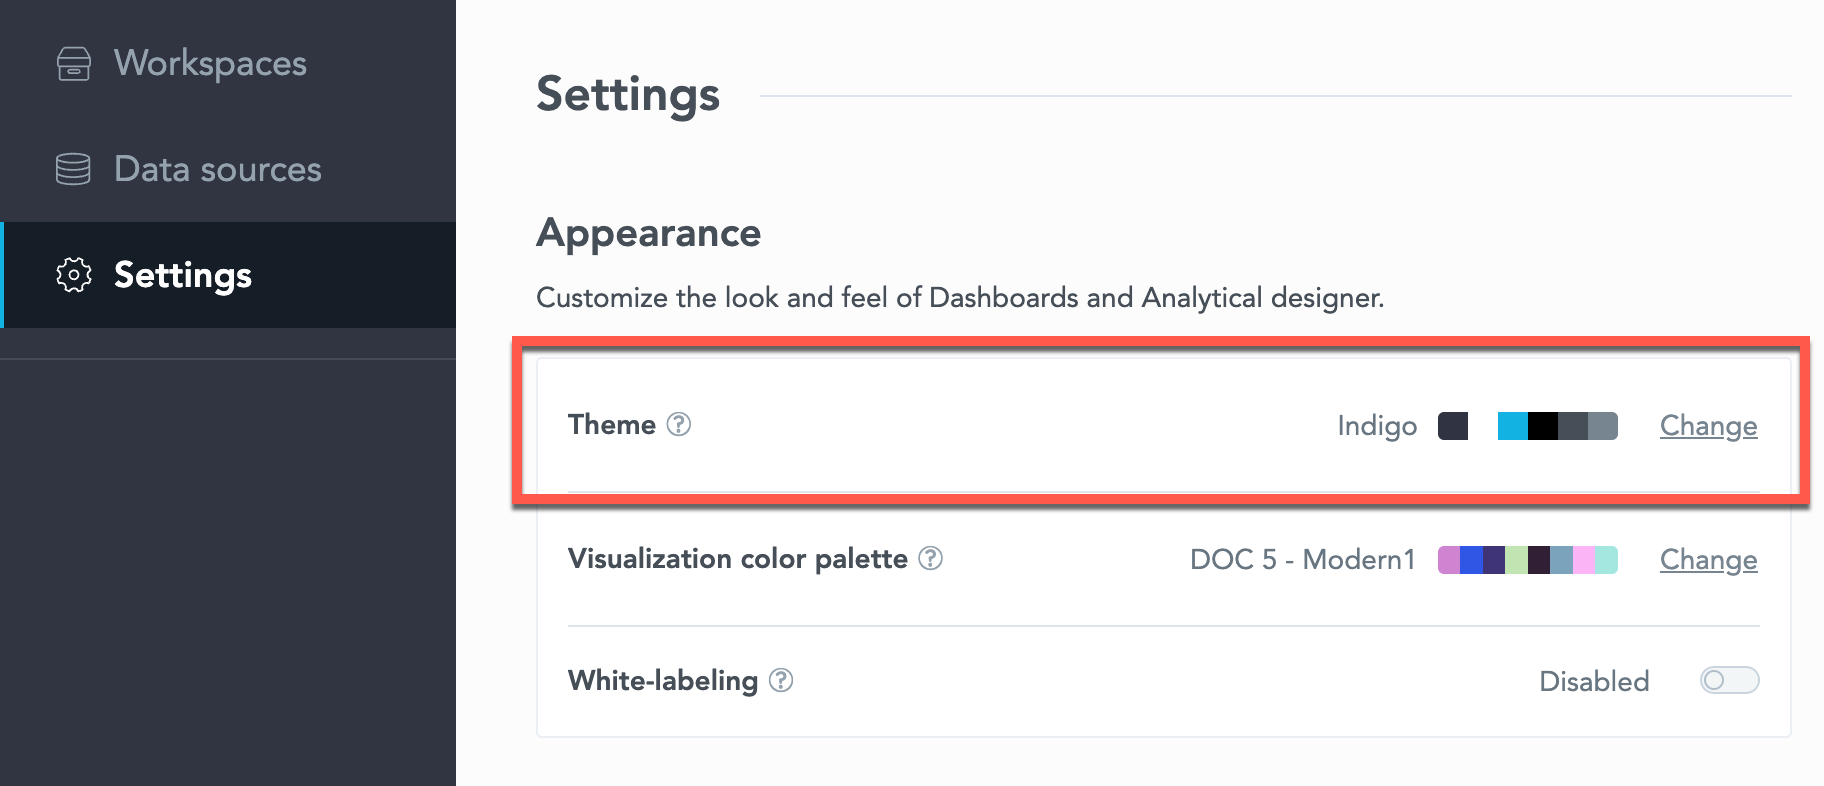 Workspaces
Data sources
Settings
Settings
Appearance
Customize the look and feel of Dashboards and Analytical designer.
Theme ? Indigo Change
Visualization color palette ? DOC 5 - Modern1 Change
White-labeling ? Disabled